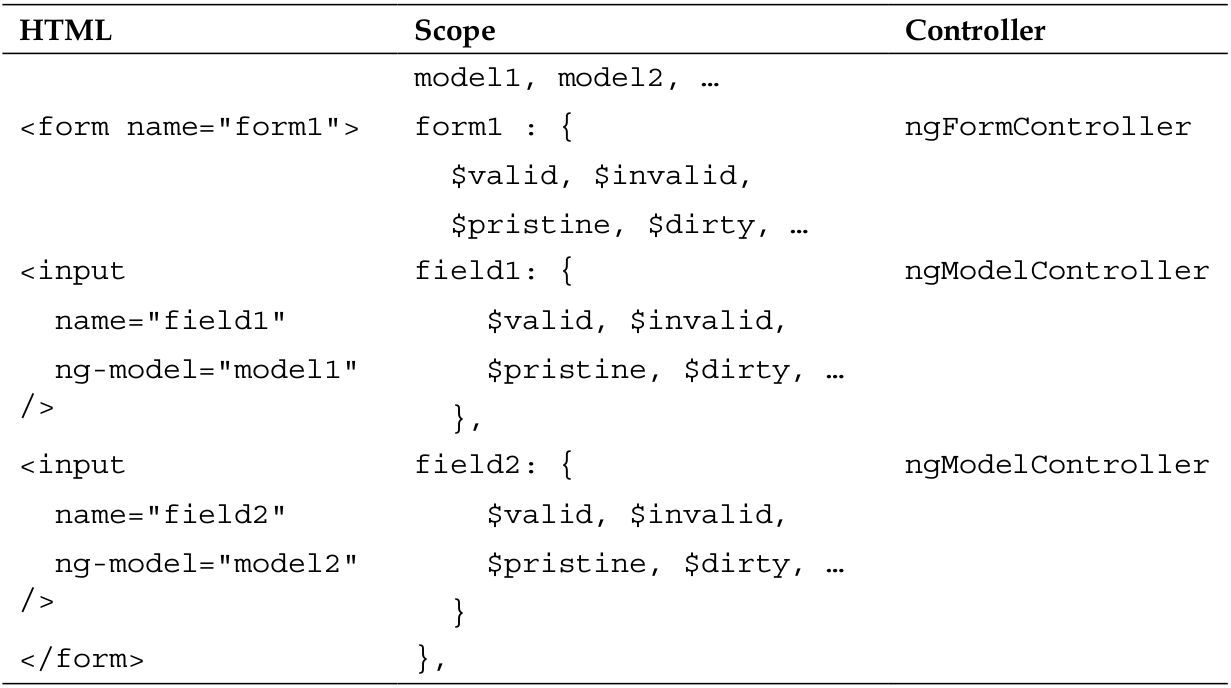 HTML Scope Controller
model1, model2, …
<form name="form1"> form1 : { ngFormController
$valid, $invalid,
$pristine, $dirty, …
<input field1: { ngModelController
name="field1" $valid, $invalid,
ng-model="model1" $pristine, $dirty, …
/>
},
<input field2: { ngModelController
name="field2" $valid, $invalid,
ng-model="model2" $pristine, $dirty, …
/>
}
</form> },